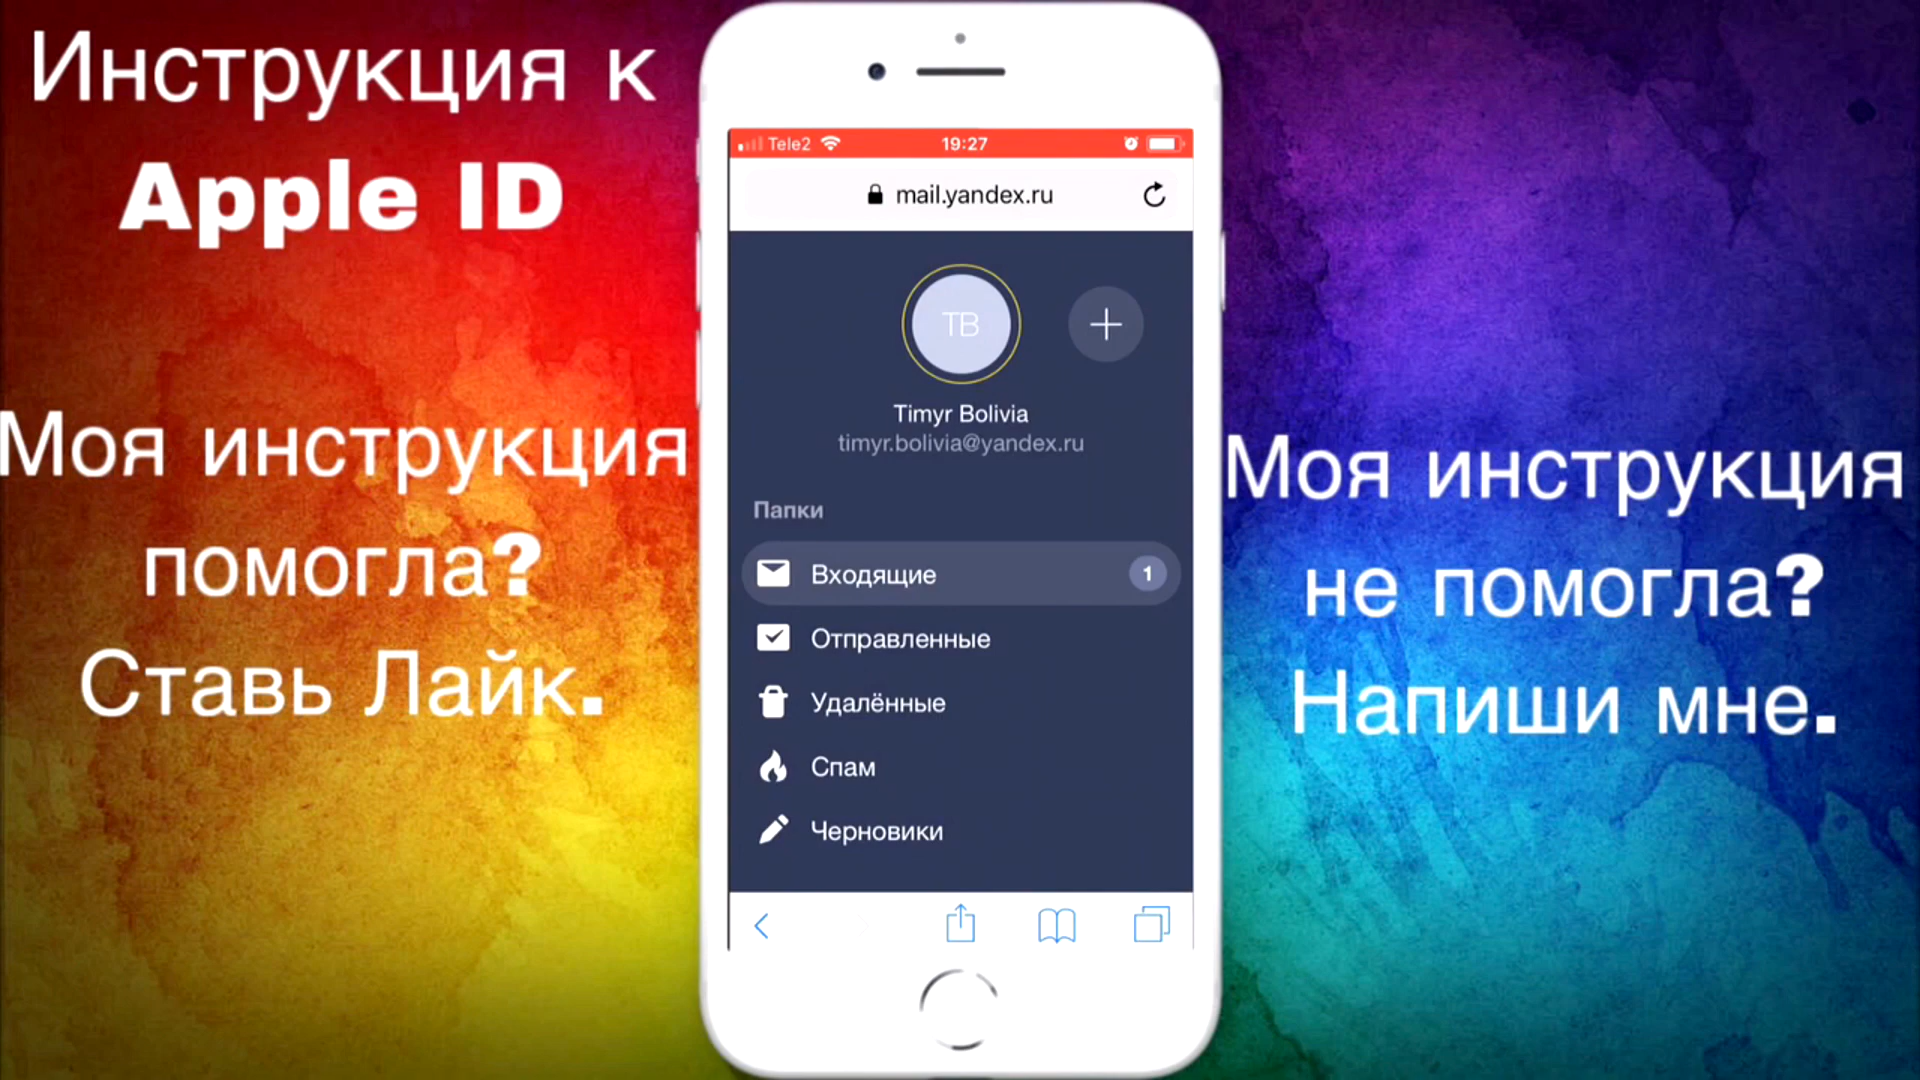 Инструкция к
Apple ID
Моя инструкция
помогла?
Ставь Лайк.
Tele2
19:27
mail.yandex.ru
TB
Timyr Bolivia
timyr.bolivia@yandex.ru
Папки
Входящие 1
Отправленные
Удалённые
Спам
Черновики
Моя инструкция
не помогла?
Напиши мне.